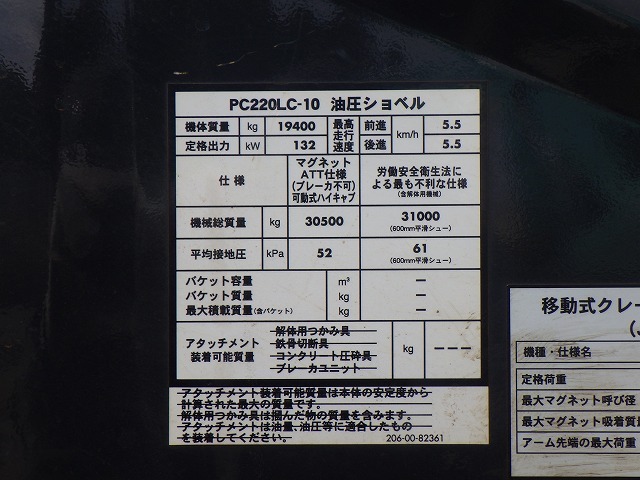 PC220LC-10 油圧ショベル
機体質量 kg 19400 最高走行速度 前進 km/h 5.5
定格出力 kW 132 後進 5.5
仕様
マグネット
ATT仕様
(ブレーカ不可)
可動式ハイキャブ
労働安全衛生法に
よる最も不利な仕様
(含解体用機械)
機械総質量 kg 30500 31000
(600mm平滑シュー)
平均接地圧 kPa 52 61
(600mm平滑シュー)
バケット容量 m³ ー
バケット質量 kg ー
最大積載質量(含バケット) kg ー
アタッチメント
装着可能質量
解体用つかみ具
鉄骨切断具
コンクリート圧砕具
ブレーカユニット
kg ---
アタッチメント装着可能質量は本体の安定度から
計算された最大の質量です。
解体用つかみ具は掴んだ物の質量を含みます。
アタッチメントは油量、油圧等に適合したもの
を装着してください。
206-00-82361
移動式クレー
(J
機種・仕様名
定格荷重
最大マグネット呼び径
最大マグネット吸着質量
アーム先端の最大荷重